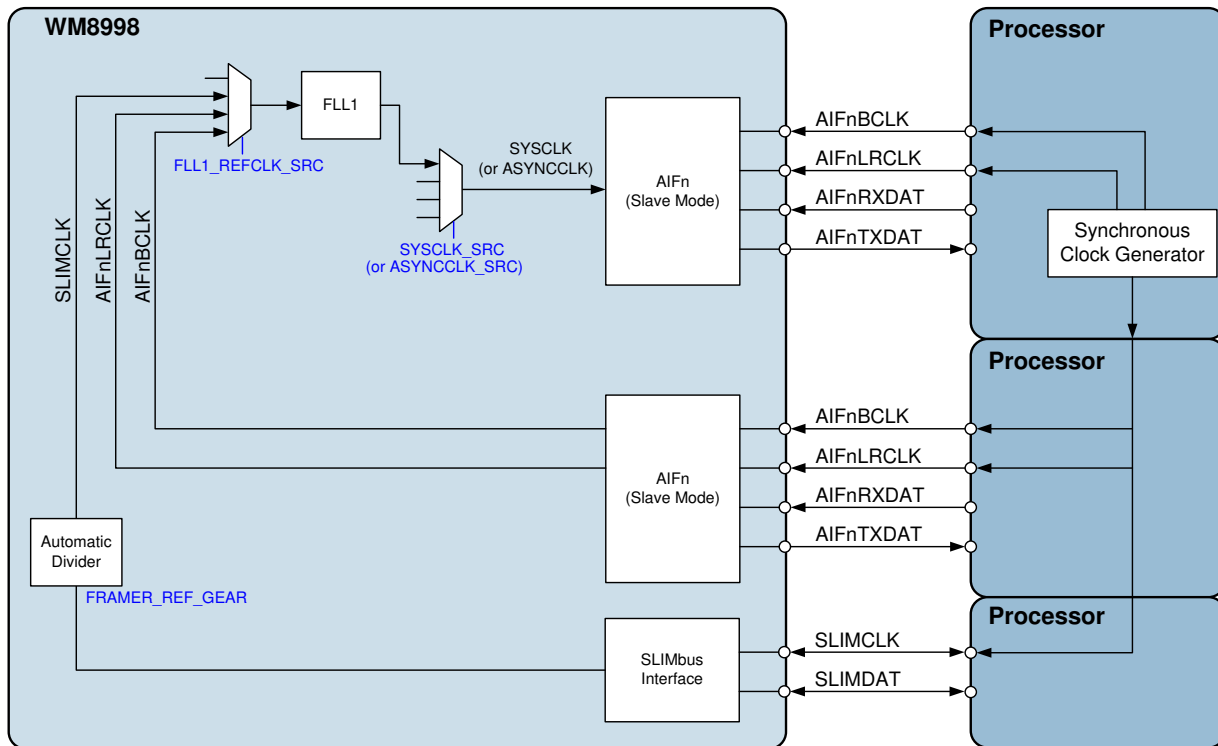 WM8998
Processor
FLL1
FLL1_REFCLK_SRC
SYSCLK
(or ASYNCCLK)
SYSCLK_SRC
(or ASYNCCLK_SRC)
AIFn
(Slave Mode)
AIFnBCLK
AIFnLRCLK
AIFnRXDAT
AIFnTXDAT
Synchronous
Clock Generator
SLIMCLK
AIFnLRCLK
AIFnBCLK
Processor
AIFn
(Slave Mode)
AIFnBCLK
AIFnLRCLK
AIFnRXDAT
AIFnTXDAT
Automatic
Divider
FRAMER_REF_GEAR
Processor
SLIMbus
Interface
SLIMCLK
SLIMDAT